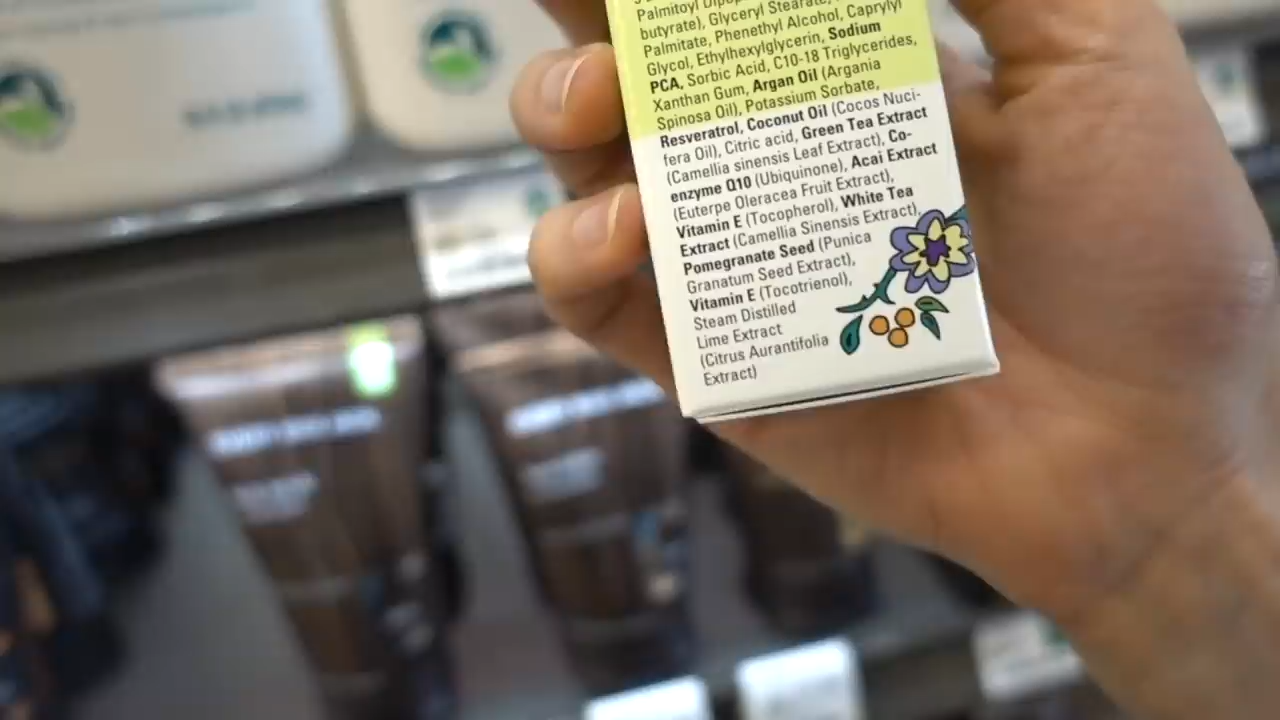 Palmitoyl
butyrate), Glyceryl Stearate,
Palmitate, Phenethyl Alcohol, Caprylyl
Glycol, Ethylhexylglycerin, Sodium
PCA, Sorbic Acid, C10-18 Triglycerides,
Xanthan Gum, Argan Oil (Argania
Spinosa Oil), Potassium Sorbate,
Resveratrol, Coconut Oil (Cocos Nuci-
fera Oil), Citric acid, Green Tea Extract
(Camellia sinensis Leaf Extract), Co-
enzyme Q10 (Ubiquinone), Acai Extract
(Euterpe Oleracea Fruit Extract),
Vitamin E (Tocopherol), White Tea
Extract (Camellia Sinensis Extract),
Pomegranate Seed (Punica
Granatum Seed Extract),
Vitamin E (Tocotrienol),
Steam Distilled
Lime Extract
(Citrus Aurantifolia
Extract)